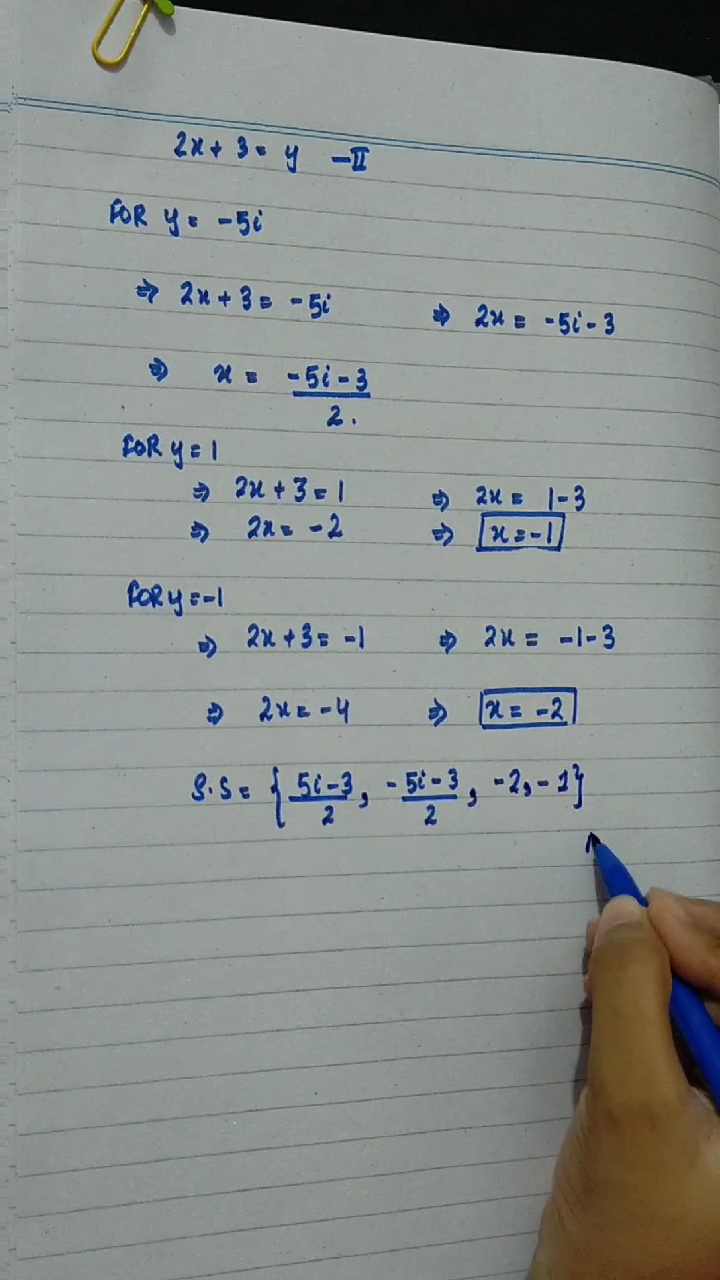 2x + 3 = y  - II
FOR y = -5i
⇒ 2x + 3 = -5i  ⇒ 2x = -5i - 3
⇒ x = (-5i - 3)/2.
FOR y = 1
⇒ 2x + 3 = 1  ⇒ 2x = 1 - 3
⇒ 2x = -2  ⇒ x = -1
FOR y = -1
⇒ 2x + 3 = -1  ⇒ 2x = -1 - 3
⇒ 2x = -4  ⇒ x = -2
S.S = { (5i - 3)/2, (-5i - 3)/2, -2, -1}